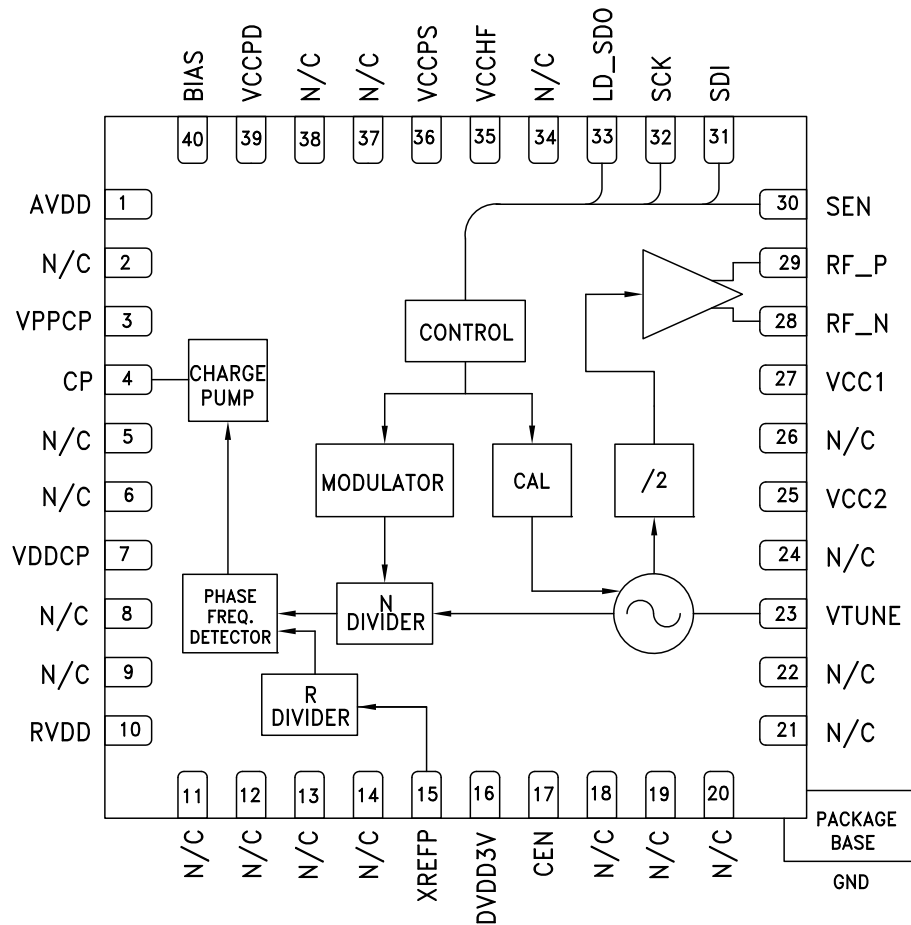 BIAS
VCCPD
N/C
N/C
VCCPS
VCCHF
N/C
LD_SDO
SCK
SDI
40
39
38
37
36
35
34
33
32
31
AVDD
1
30
SEN
N/C
2
29
RF_P
VPPCP
3
28
RF_N
CONTROL
CP
4
CHARGE
PUMP
27
VCC1
N/C
5
26
N/C
N/C
6
MODULATOR
CAL
/2
25
VCC2
VDDCP
7
24
N/C
N/C
8
PHASE
FREQ.
DETECTOR
N
DIVIDER
23
VTUNE
N/C
9
22
N/C
R
DIVIDER
RVDD
10
21
N/C
11
12
13
14
15
16
17
18
19
20
N/C
N/C
N/C
N/C
XREFP
DVDD3V
CEN
N/C
N/C
N/C
PACKAGE
BASE
GND